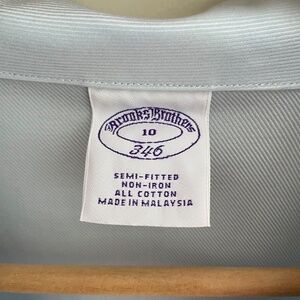 Brooks Brothers
10
346
SEMI-FITTED
NON-IRON
ALL COTTON
MADE IN MALAYSIA